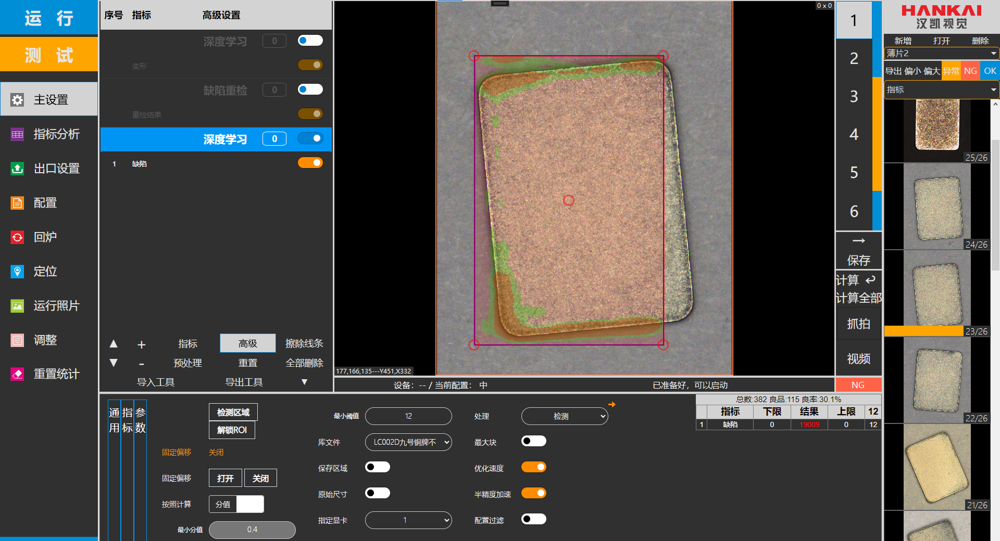 运 行
测 试
主设置
指标分析
出口设置
配置
回炉
定位
运行照片
调整
重置统计
序号 指标 高级设置
深度学习 0
变形
缺陷重检 0
重检结果
深度学习 0
1 缺陷
▲ + 指标 高级 擦除线条
▼ - 预处理 重置 全部删除
导入工具 导出工具 ▼
0 x 0
177,166,135---Y451,X332
设备：-- / 当前配置： 中 已准备好，可以启动
1
2
3
4
5
6
→
保存
计算
计算全部
抓拍
视频
NG
HANKAI
汉凯视觉
新增 打开 删除
薄片2
导出 偏小 偏大 异常 NG OK
指标
25/26
24/26
23/26
22/26
21/26
通用 指标 参数
检测区域
解锁ROI
固定偏移 关闭
固定偏移 打开 关闭
按照计算 分值
最小分值 0.4
最小阈值 12
库文件 LC002D九号铜牌不
保存区域
原始尺寸
指定显卡 1
处理 检测
最大块
优化速度
半精度加速
配置过滤
总数:382 良品:115 良率:30.1%
指标 下限 结果 上限 12
1 缺陷 0 19009 0 12